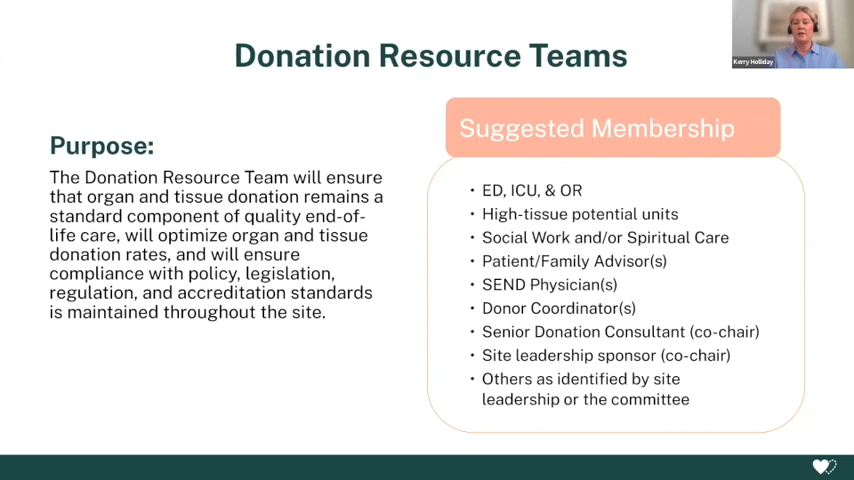 Donation Resource Teams
Kerry Holliday
Purpose:
The Donation Resource Team will ensure
that organ and tissue donation remains a
standard component of quality end-of-
life care, will optimize organ and tissue
donation rates, and will ensure
compliance with policy, legislation,
regulation, and accreditation standards
is maintained throughout the site.
Suggested Membership
• ED, ICU, & OR
• High-tissue potential units
• Social Work and/or Spiritual Care
• Patient/Family Advisor(s)
• SEND Physician(s)
• Donor Coordinator(s)
• Senior Donation Consultant (co-chair)
• Site leadership sponsor (co-chair)
• Others as identified by site
leadership or the committee